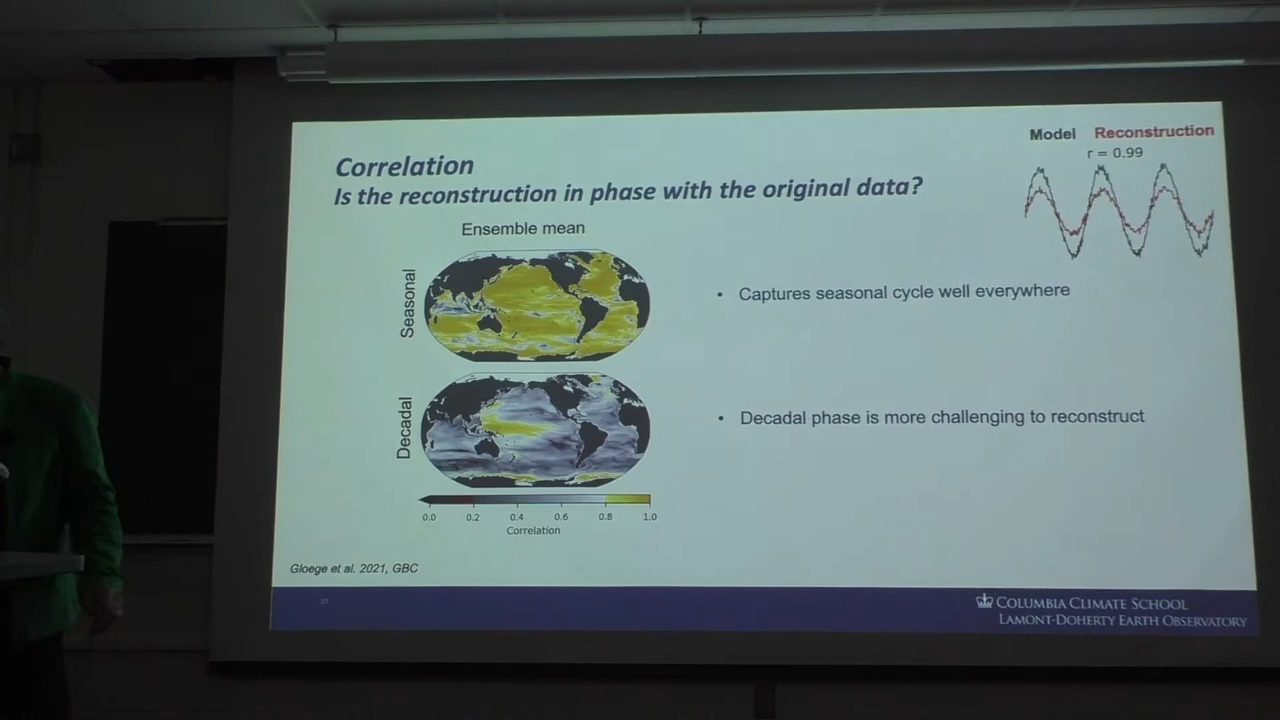 Correlation
Is the reconstruction in phase with the original data?
Model Reconstruction
r = 0.99
Ensemble mean
Seasonal
• Captures seasonal cycle well everywhere
Decadal
• Decadal phase is more challenging to reconstruct
0.0 0.2 0.4 0.6 0.8 1.0
Correlation
Gloege et al. 2021, GBC
27
COLUMBIA CLIMATE SCHOOL
LAMONT-DOHERTY EARTH OBSERVATORY